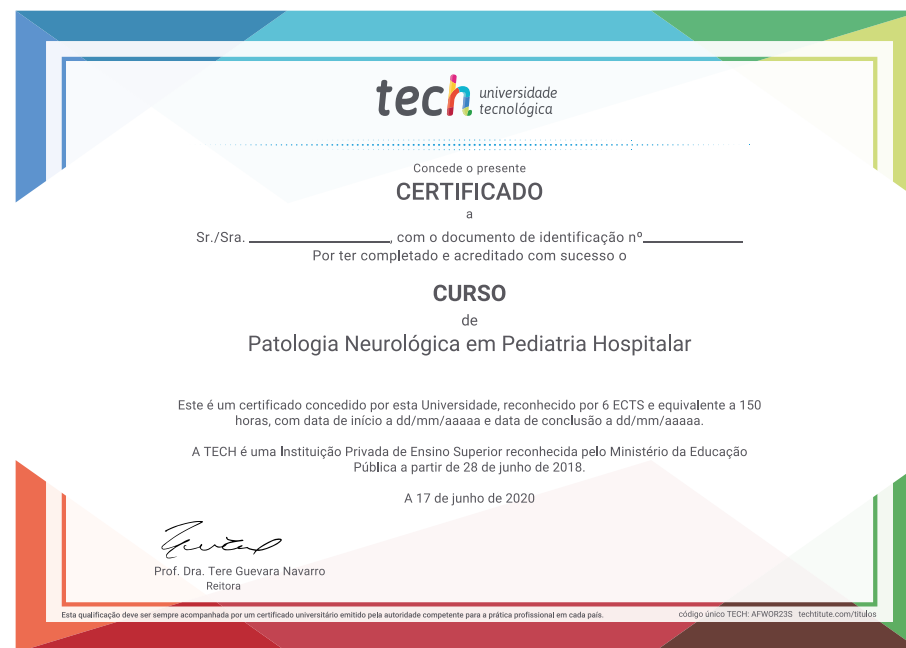 tech universidade
tecnológica
Concede o presente
CERTIFICADO
a
Sr./Sra. ____________________, com o documento de identificação nº______________
Por ter completado e acreditado com sucesso o
CURSO
de
Patologia Neurológica em Pediatria Hospitalar
Este é um certificado concedido por esta Universidade, reconhecido por 6 ECTS e equivalente a 150
horas, com data de início a dd/mm/aaaaa e data de conclusão a dd/mm/aaaaa.
A TECH é uma Instituição Privada de Ensino Superior reconhecida pelo Ministério da Educação
Pública a partir de 28 de junho de 2018.
A 17 de junho de 2020
Prof. Dra. Tere Guevara Navarro
Reitora
Esta qualificação deve ser sempre acompanhada por um certificado universitário emitido pela autoridade competente para a prática profissional em cada país.
código único TECH: AFWOR23S techtitute.com/titulos